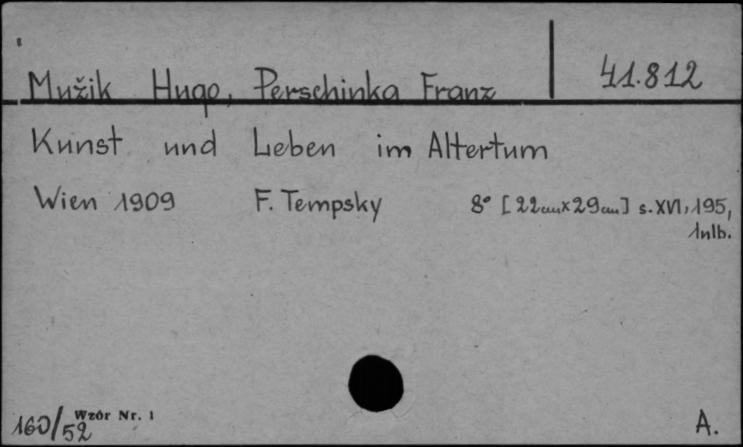 Mužik Hugo, Perschinka Franz 41.812
Kunst und Leben im Altertum
Wien 1909 F. Tempsky 8° [22cm×29cm] s. XVI, 195,
1nlb.
160/52 Wzór Nr. 1 A.